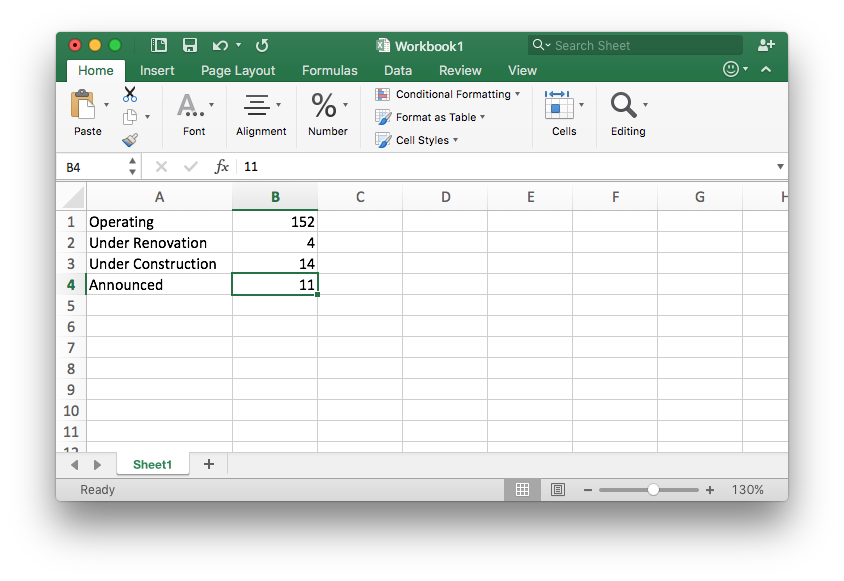 Workbook1
Search Sheet
Home Insert Page Layout Formulas Data Review View
Paste
A..
Font
Alignment
%
Number
Conditional Formatting
Format as Table
Cell Styles
Cells
Editing
B4 fx 11
A B C D E F G H
1 Operating 152
2 Under Renovation 4
3 Under Construction 14
4 Announced 11
5
6
7
8
9
10
11
12
Sheet1 +
Ready − + 130%